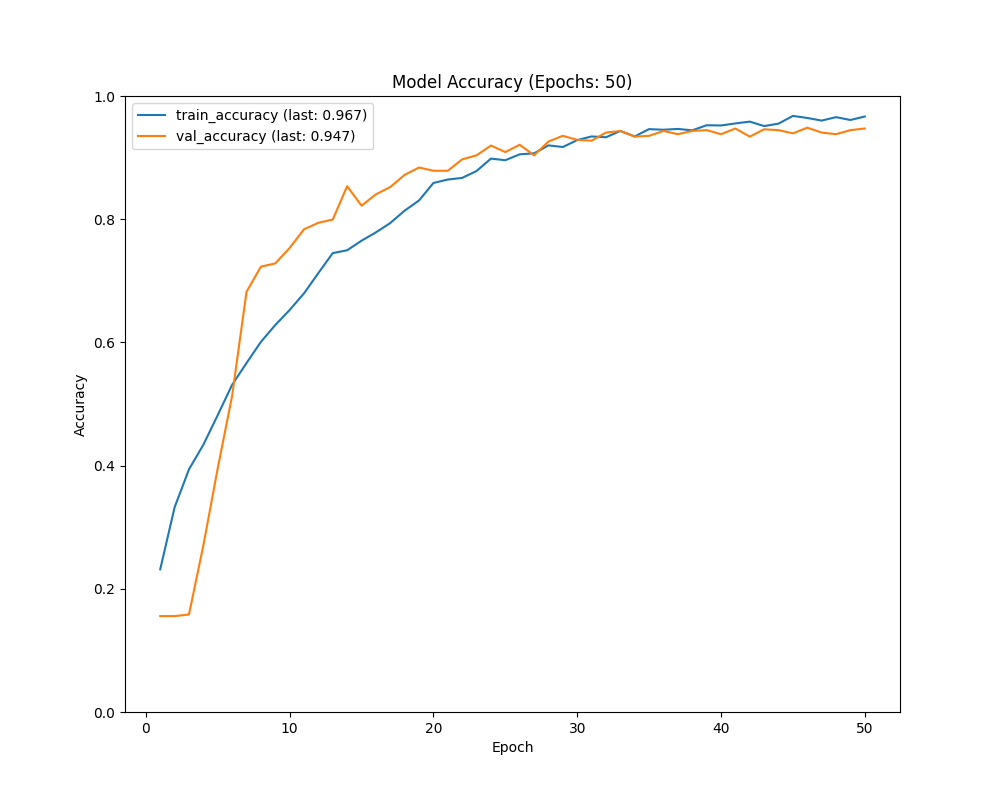 Model Accuracy (Epochs: 50)
train_accuracy (last: 0.967)
val_accuracy (last: 0.947)
1.0
0.8
0.6
0.4
0.2
0.0
Accuracy
0 10 20 30 40 50
Epoch